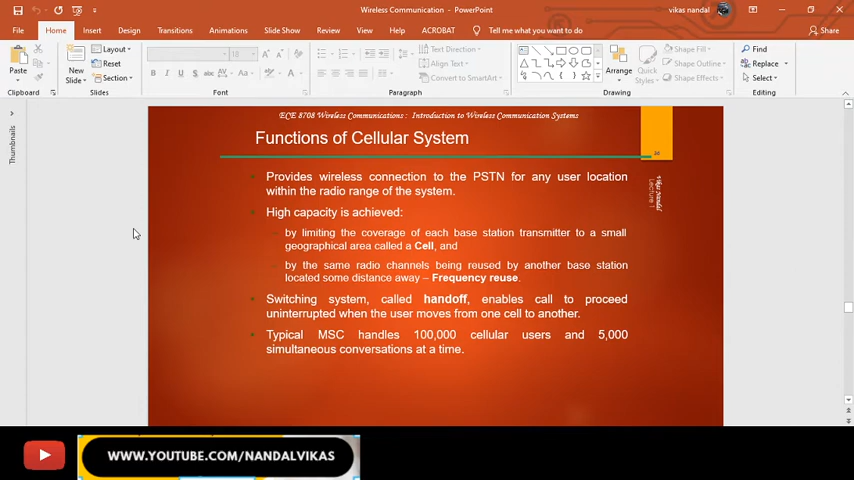 Wireless Communication - PowerPoint
vikas nandal
File Home Insert Design Transitions Animations Slide Show Review View Help ACROBAT Tell me what you want to do Share
Paste
New Slide
Layout
Reset
Section
18
B I U S abc AV Aa A
Text Direction
Align Text
Convert to SmartArt
Arrange
Quick Styles
Shape Fill
Shape Outline
Shape Effects
Find
Replace
Select
Clipboard Slides Font Paragraph Drawing Editing
Thumbnails
ECE 8708 Wireless Communications : Introduction to Wireless Communication Systems
Functions of Cellular System
Vikas Nandal
Lecture 1
Provides wireless connection to the PSTN for any user location
within the radio range of the system.
High capacity is achieved:
by limiting the coverage of each base station transmitter to a small
geographical area called a Cell, and
by the same radio channels being reused by another base station
located some distance away – Frequency reuse.
Switching system, called handoff, enables call to proceed
uninterrupted when the user moves from one cell to another.
Typical MSC handles 100,000 cellular users and 5,000
simultaneous conversations at a time.
WWW.YOUTUBE.COM/NANDALVIKAS